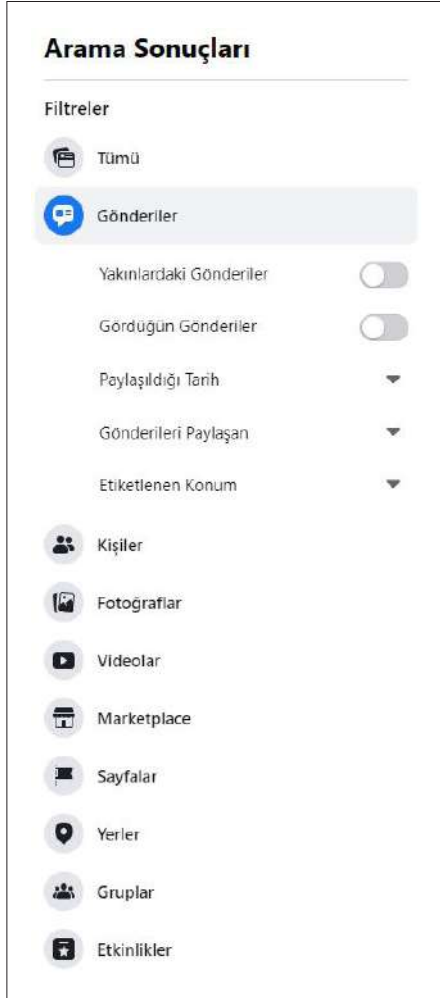 Arama Sonuçları
Filtreler
Tümü
Gönderiler
Yakınlardaki Gönderiler
Gördüğün Gönderiler
Paylaşıldığı Tarih
Gönderileri Paylaşan
Etiketlenen Konum
Kişiler
Fotoğraflar
Videolar
Marketplace
Sayfalar
Yerler
Gruplar
Etkinlikler